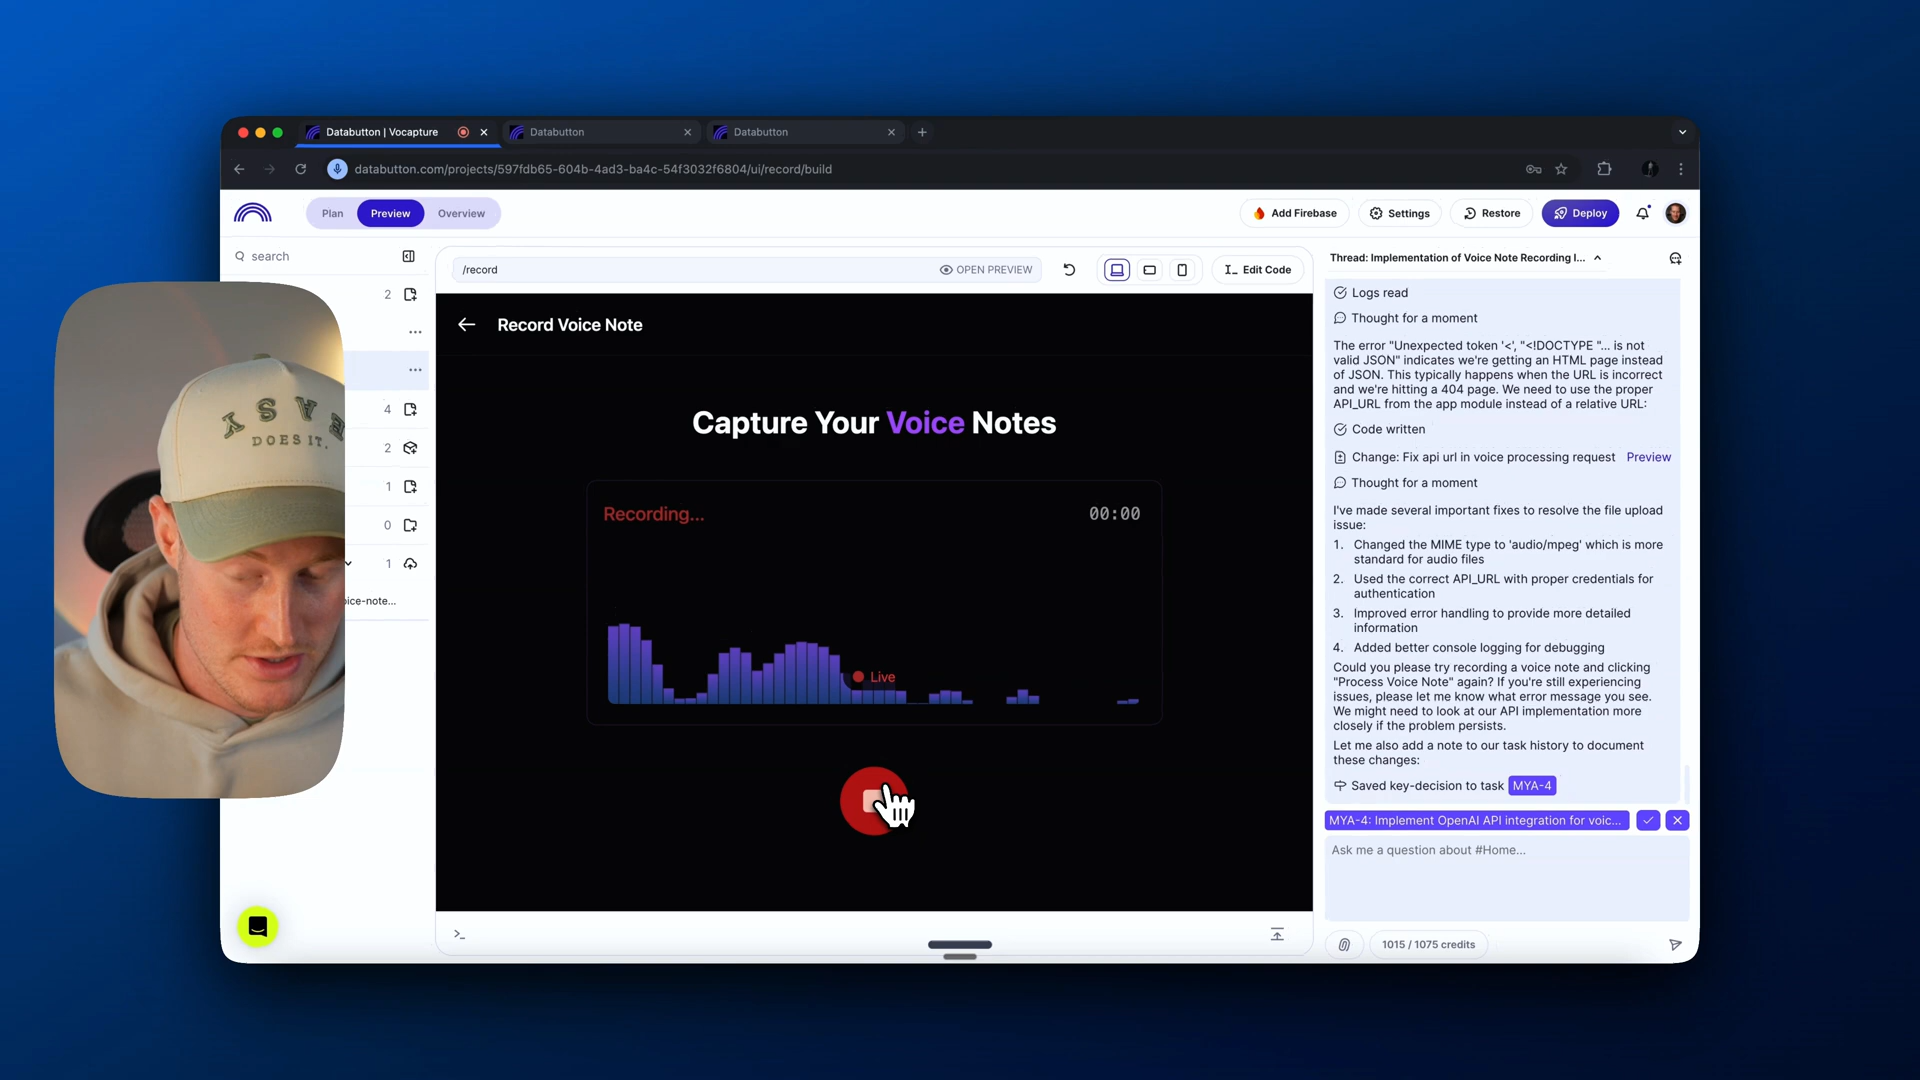 Databutton | Vocapture
Databutton
Databutton
databutton.com/projects/597fdb65-604b-4ad3-ba4c-54f3032f6804/ui/record/build
Plan
Preview
Overview
Add Firebase
Settings
Restore
Deploy
search
/record
OPEN PREVIEW
Edit Code
Thread: Implementation of Voice Note Recording I...
2
4
2
1
0
1
oice-note...
DOES IT.
Record Voice Note
Capture Your Voice Notes
Recording...
00:00
Live
Logs read
Thought for a moment
The error "Unexpected token '<', "<!DOCTYPE "... is not
valid JSON" indicates we're getting an HTML page instead
of JSON. This typically happens when the URL is incorrect
and we're hitting a 404 page. We need to use the proper
API_URL from the app module instead of a relative URL:
Code written
Change: Fix api url in voice processing request Preview
Thought for a moment
I've made several important fixes to resolve the file upload
issue:
1. Changed the MIME type to 'audio/mpeg' which is more
standard for audio files
2. Used the correct API_URL with proper credentials for
authentication
3. Improved error handling to provide more detailed
information
4. Added better console logging for debugging
Could you please try recording a voice note and clicking
"Process Voice Note" again? If you're still experiencing
issues, please let me know what error message you see.
We might need to look at our API implementation more
closely if the problem persists.
Let me also add a note to our task history to document
these changes:
Saved key-decision to task MYA-4
MYA-4: Implement OpenAI API integration for voic...
Ask me a question about #Home...
1015 / 1075 credits